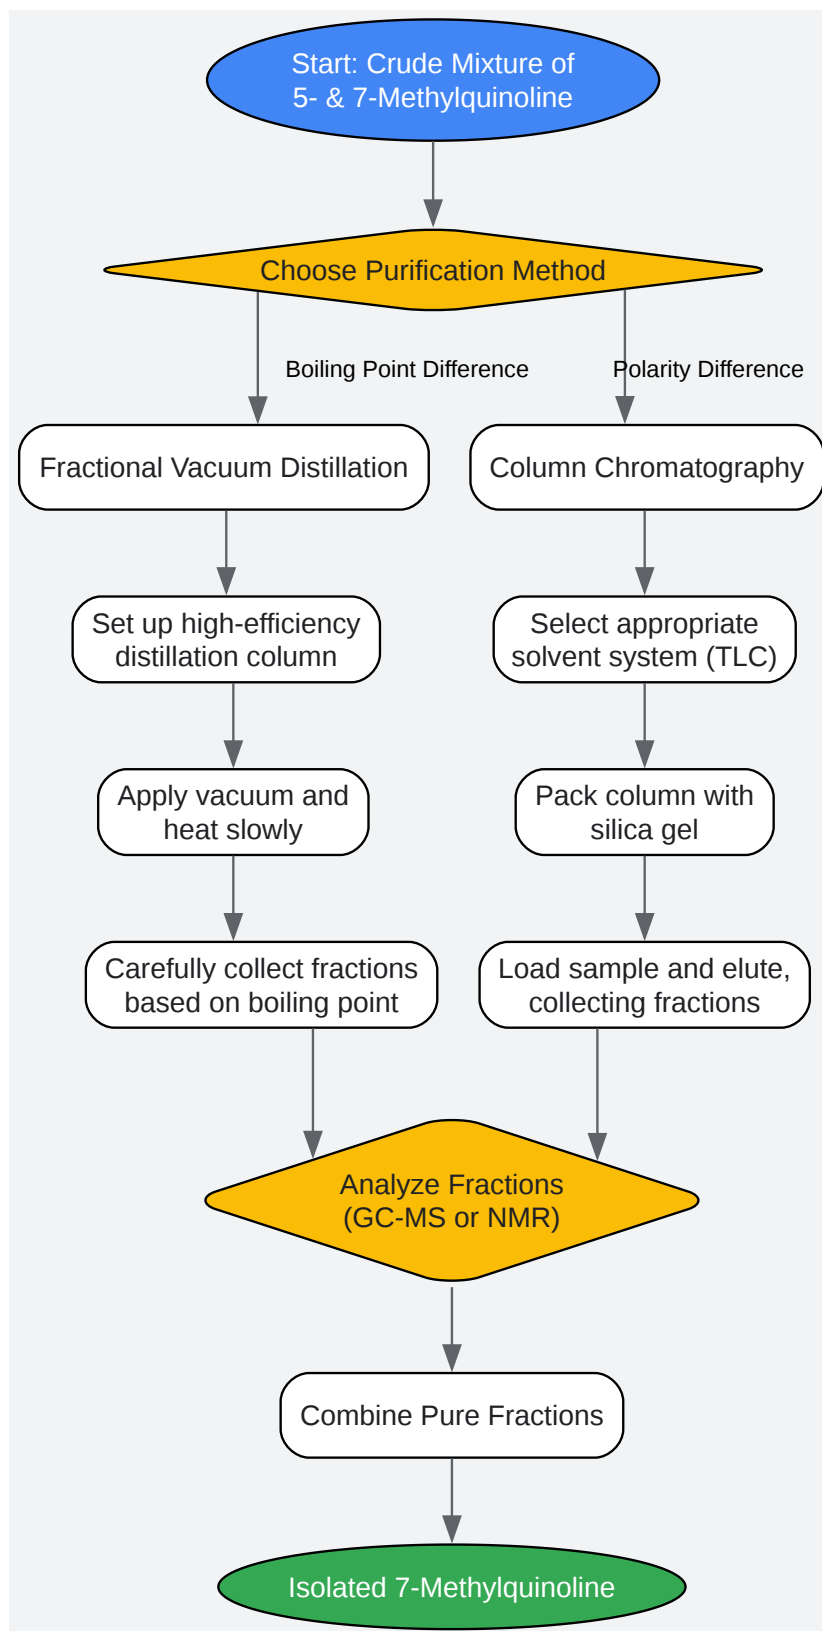 Start: Crude Mixture of
5- & 7-Methylquinoline
Choose Purification Method
Boiling Point Difference
Polarity Difference
Fractional Vacuum Distillation
Column Chromatography
Set up high-efficiency
distillation column
Select appropriate
solvent system (TLC)
Apply vacuum and
heat slowly
Pack column with
silica gel
Carefully collect fractions
based on boiling point
Load sample and elute,
collecting fractions
Analyze Fractions
(GC-MS or NMR)
Combine Pure Fractions
Isolated 7-Methylquinoline